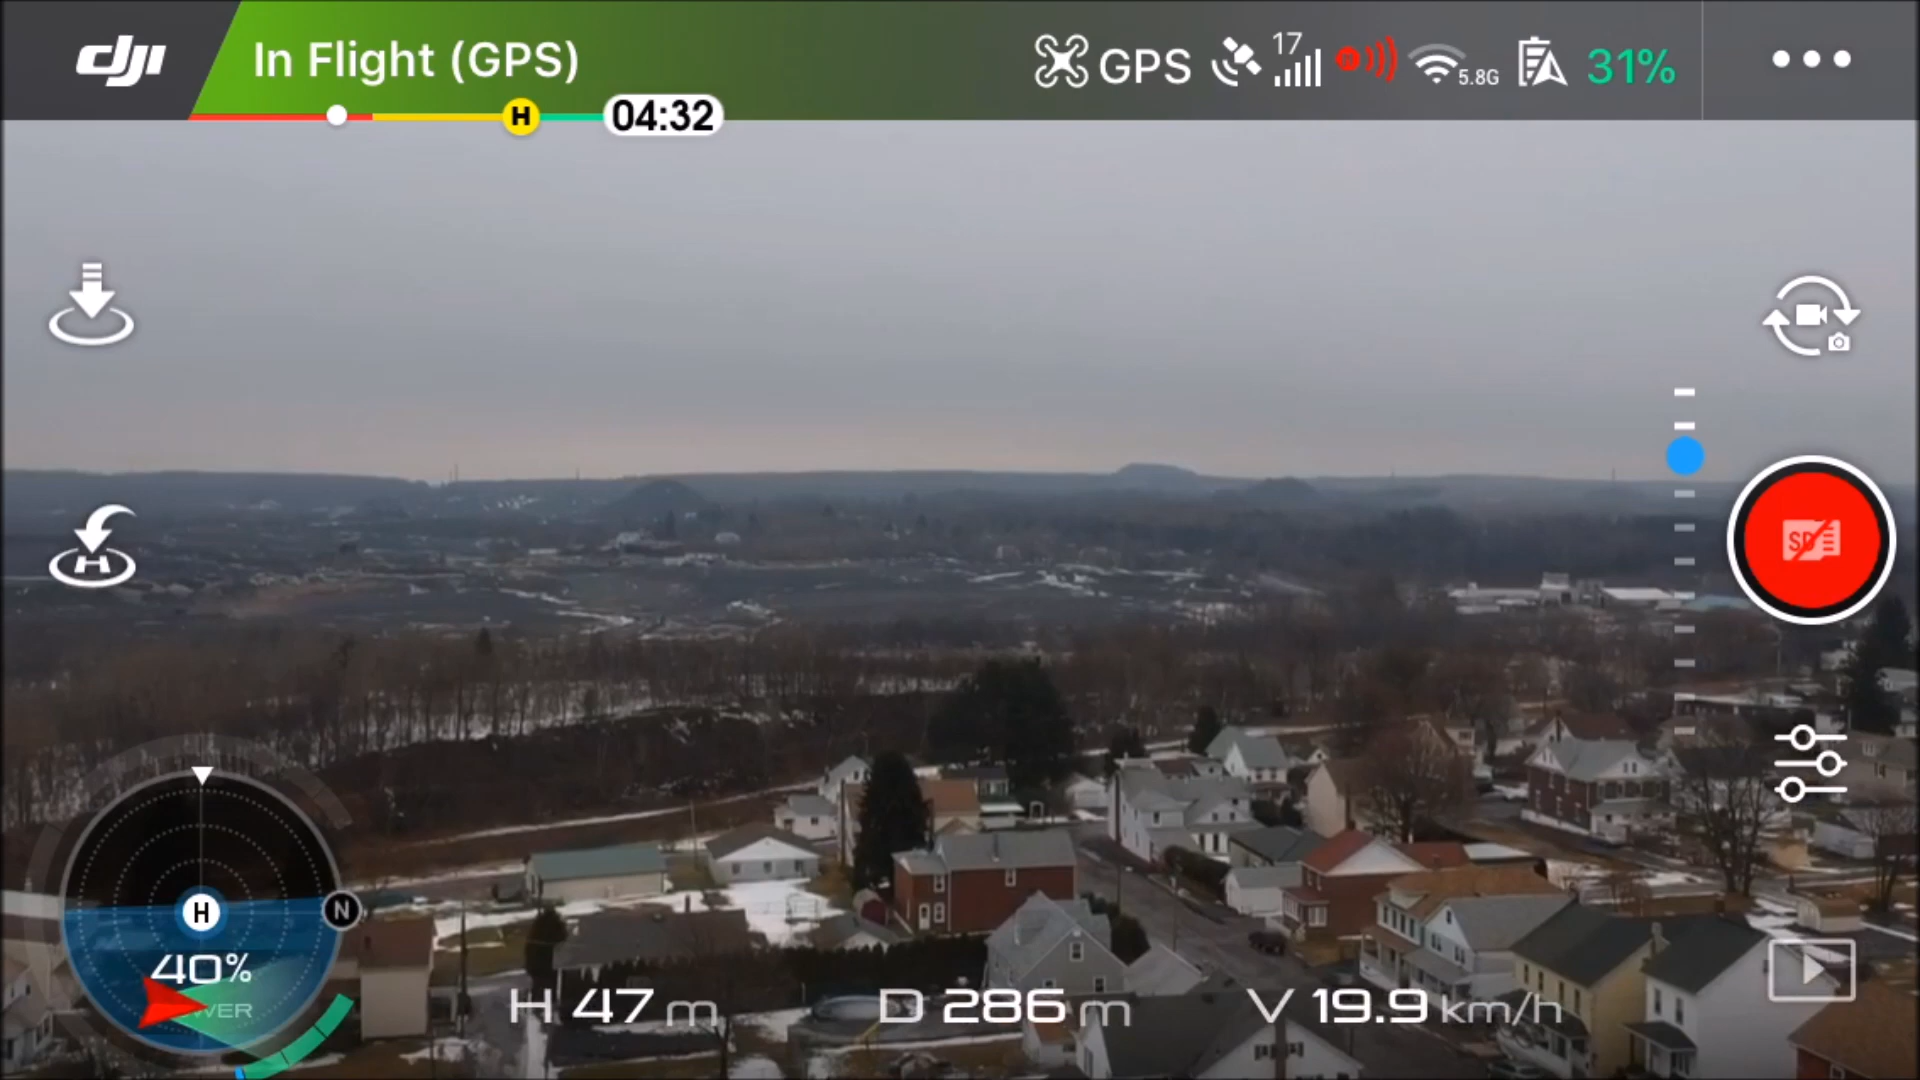 dji In Flight (GPS) GPS 17 5.8G 31%
H 04:32
SD
H N
40%
H 47 m D 286 m V 19.9 km/h